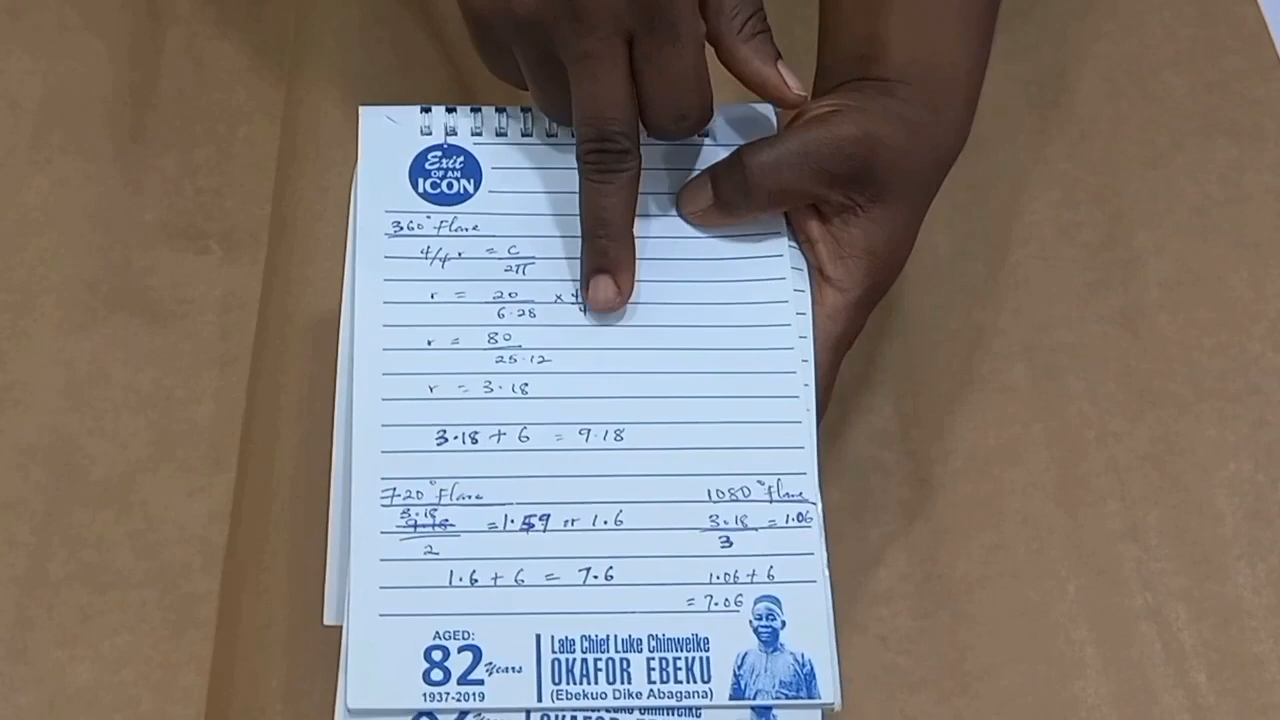 Exit
OF AN
ICON
360° Flare
4/4 r = C
2π
r = 20 × 4
6.28 4
r = 80
25.12
r = 3.18
3.18 + 6 = 9.18
720° Flare
3.18
9.18 = 1.59 or 1.6
2
1.6 + 6 = 7.6
1080° flare
3.18 = 1.06
3
1.06 + 6
= 7.06
AGED:
82 Years
1937-2019
Late Chief Luke Chinweike
OKAFOR EBEKU
(Ebekuo Dike Abagana)